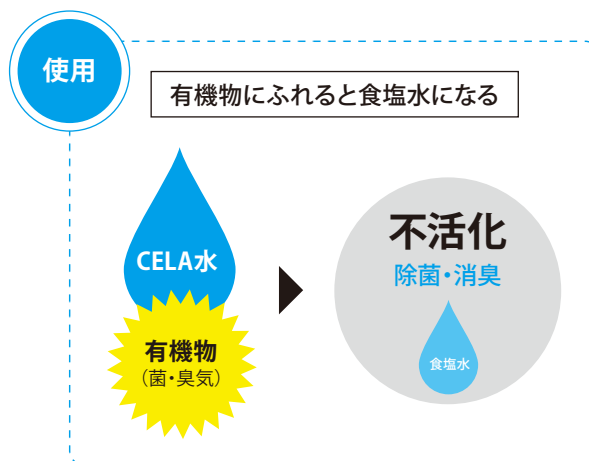 使用
有機物にふれると食塩水になる
CELA水
有機物
（菌・臭気）
不活化
除菌・消臭
食塩水